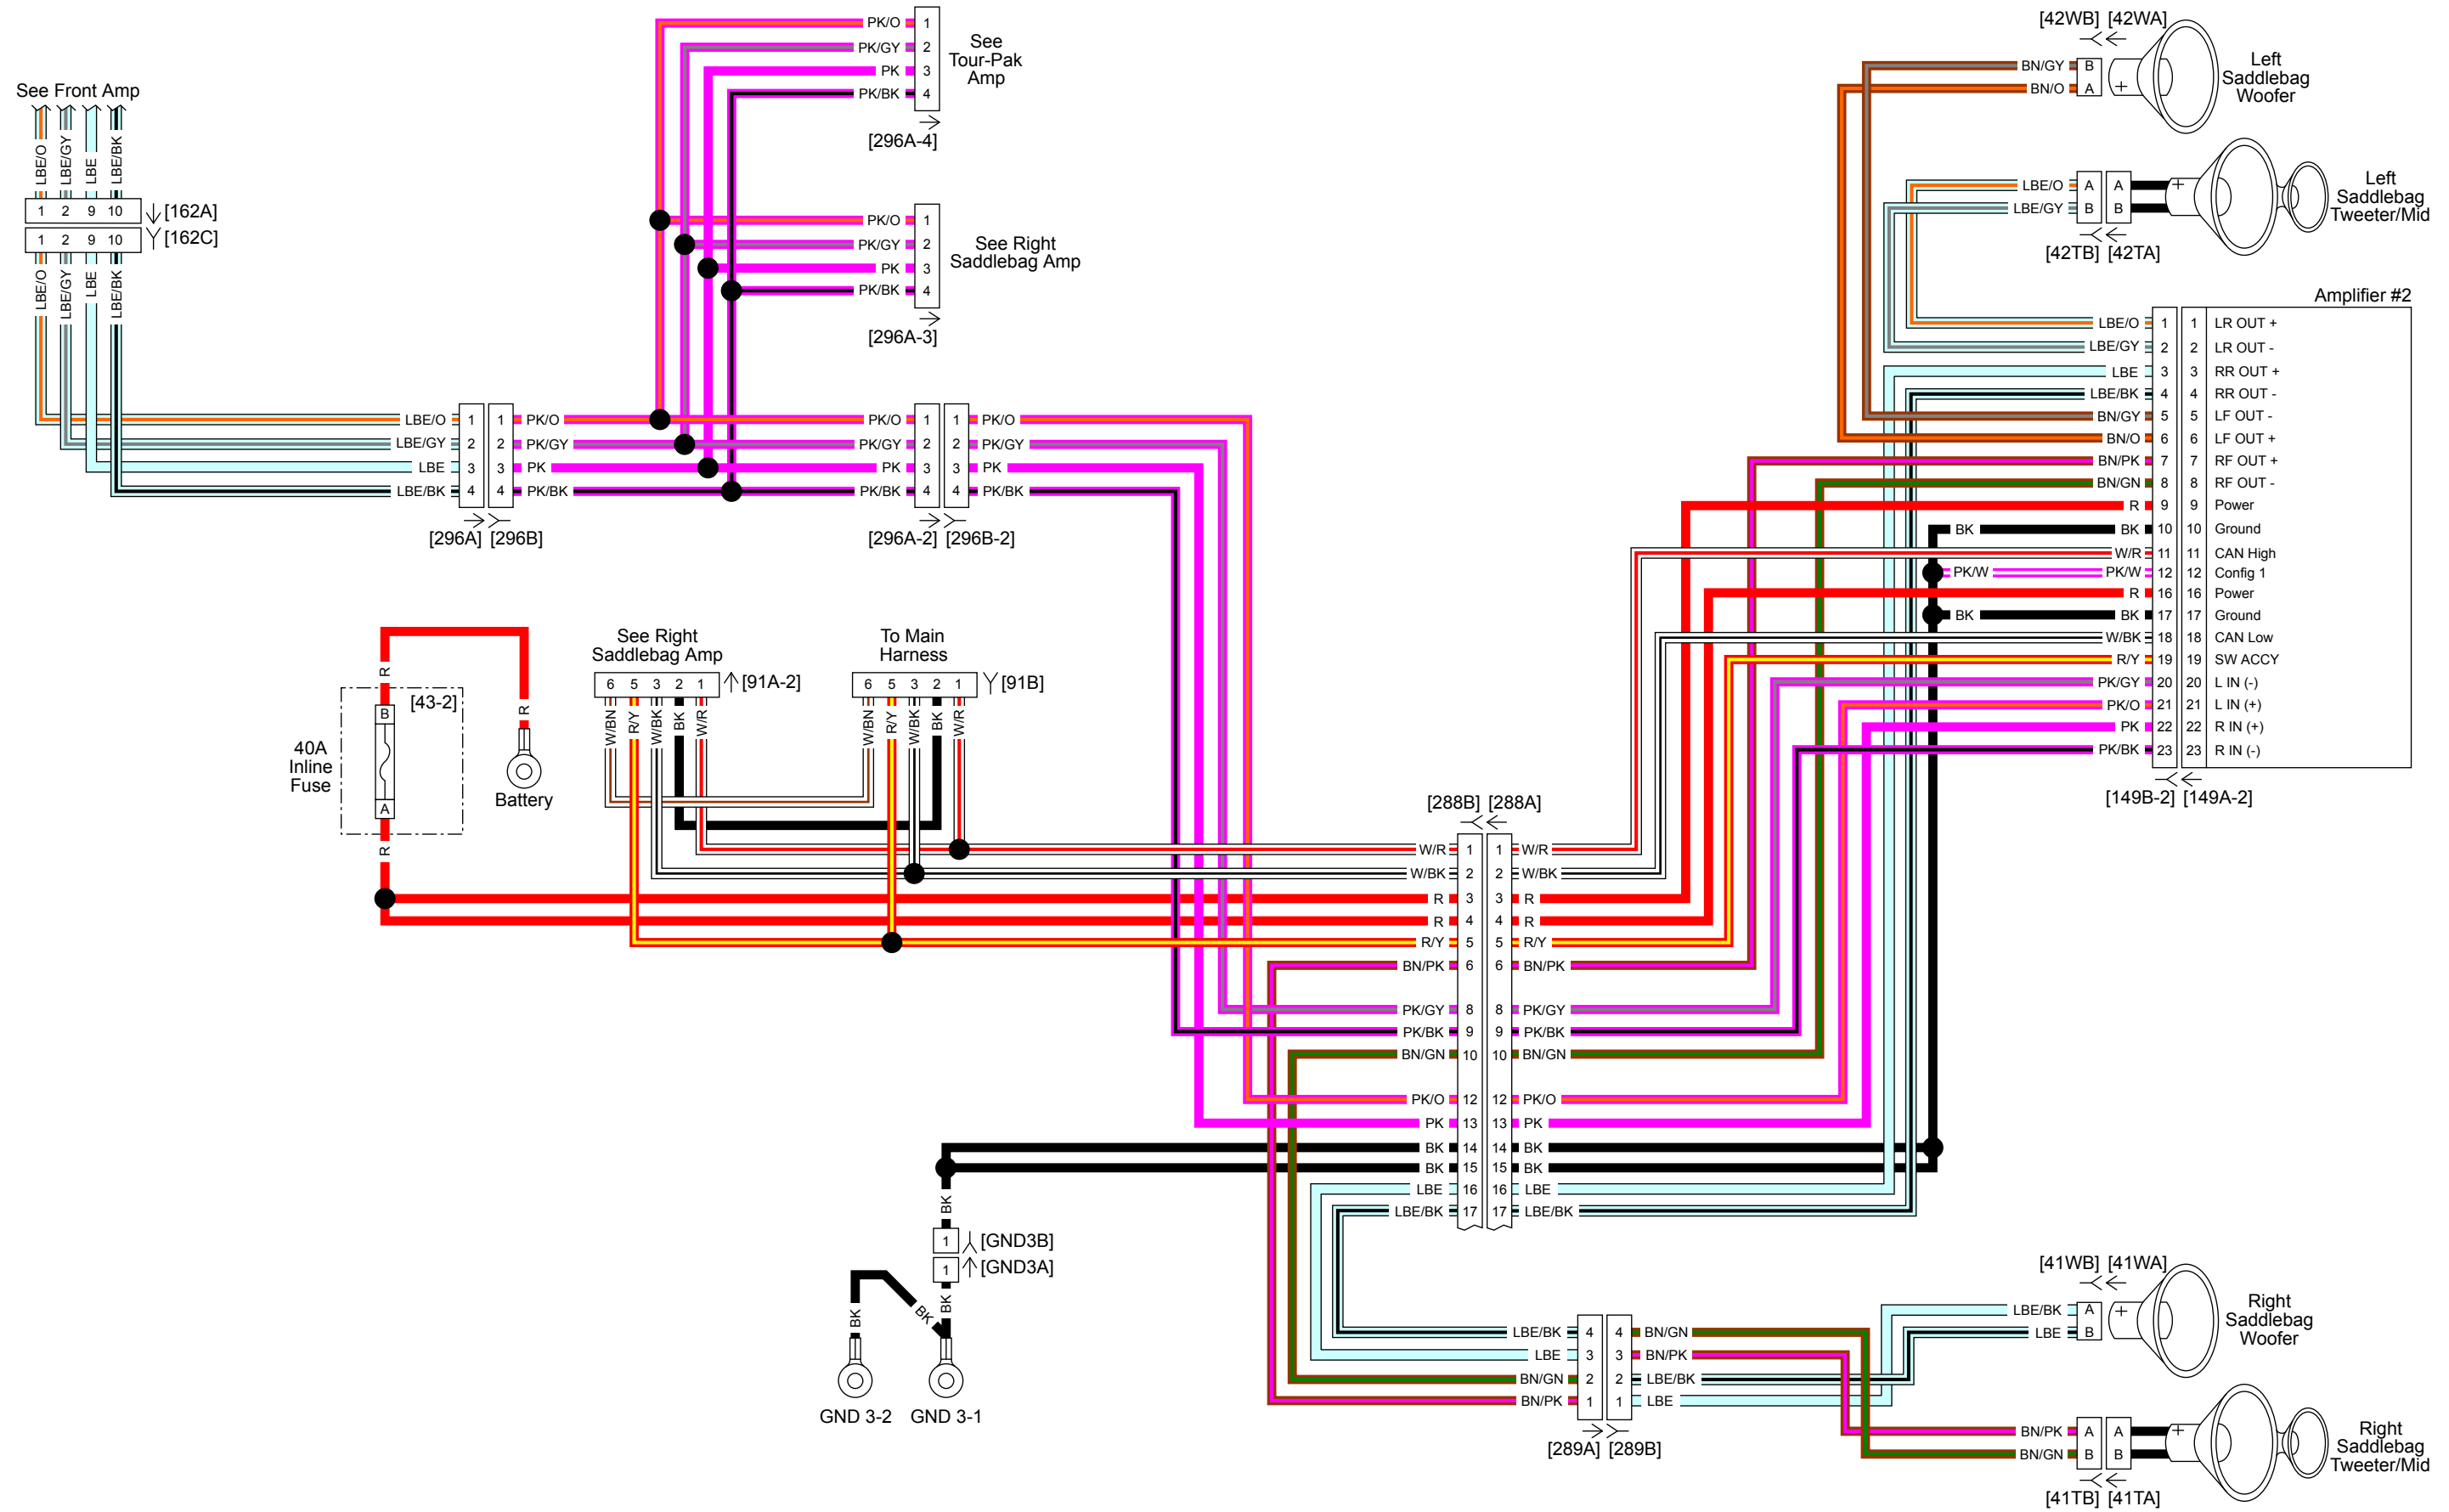 PK/O 1
PK/GY 2
PK 3
PK/BK 4
See
Tour-Pak
Amp
[296A-4]
See Front Amp
LBE/O
LBE/GY
LBE
LBE/BK
1 2 9 10
[162A]
1 2 9 10
[162C]
LBE/O
LBE/GY
LBE
LBE/BK
PK/O 1
PK/GY 2
PK 3
PK/BK 4
See Right
Saddlebag Amp
[296A-3]
LBE/O 1 1 PK/O
LBE/GY 2 2 PK/GY
LBE 3 3 PK
LBE/BK 4 4 PK/BK
[296A] [296B]
PK/O 1 1 PK/O
PK/GY 2 2 PK/GY
PK 3 3 PK
PK/BK 4 4 PK/BK
[296A-2] [296B-2]
R
[43-2]
B
A
R
40A
Inline
Fuse
R
Battery
See Right
Saddlebag Amp
6 5 3 2 1
[91A-2]
W/BN
R/Y
W/BK
BK
W/R
To Main
Harness
6 5 3 2 1
[91B]
W/BN
R/Y
W/BK
BK
W/R
[288B] [288A]
W/R 1 1 W/R
W/BK 2 2 W/BK
R 3 3 R
R 4 4 R
R/Y 5 5 R/Y
BN/PK 6 6 BN/PK
PK/GY 8 8 PK/GY
PK/BK 9 9 PK/BK
BN/GN 10 10 BN/GN
PK/O 12 12 PK/O
PK 13 13 PK
BK 14 14 BK
BK 15 15 BK
LBE 16 16 LBE
LBE/BK 17 17 LBE/BK
BK
1
[GND3B]
1
[GND3A]
BK
BK
BK
GND 3-2
GND 3-1
[42WB] [42WA]
BN/GY B
BN/O A
+
Left
Saddlebag
Woofer
LBE/O A A
LBE/GY B B
+
[42TB] [42TA]
Left
Saddlebag
Tweeter/Mid
Amplifier #2
LBE/O 1 1 LR OUT +
LBE/GY 2 2 LR OUT -
LBE 3 3 RR OUT +
LBE/BK 4 4 RR OUT -
BN/GY 5 5 LF OUT -
BN/O 6 6 LF OUT +
BN/PK 7 7 RF OUT +
BN/GN 8 8 RF OUT -
R 9 9 Power
BK BK 10 10 Ground
W/R 11 11 CAN High
PK/W PK/W 12 12 Config 1
R 16 16 Power
BK BK 17 17 Ground
W/BK 18 18 CAN Low
R/Y 19 19 SW ACCY
PK/GY 20 20 L IN (-)
PK/O 21 21 L IN (+)
PK 22 22 R IN (+)
PK/BK 23 23 R IN (-)
[149B-2] [149A-2]
LBE/BK 4 4 BN/GN
LBE 3 3 BN/PK
BN/GN 2 2 LBE/BK
BN/PK 1 1 LBE
[289A] [289B]
[41WB] [41WA]
LBE/BK A
LBE B
+
Right
Saddlebag
Woofer
BN/PK A A
BN/GN B B
+
[41TB] [41TA]
Right
Saddlebag
Tweeter/Mid